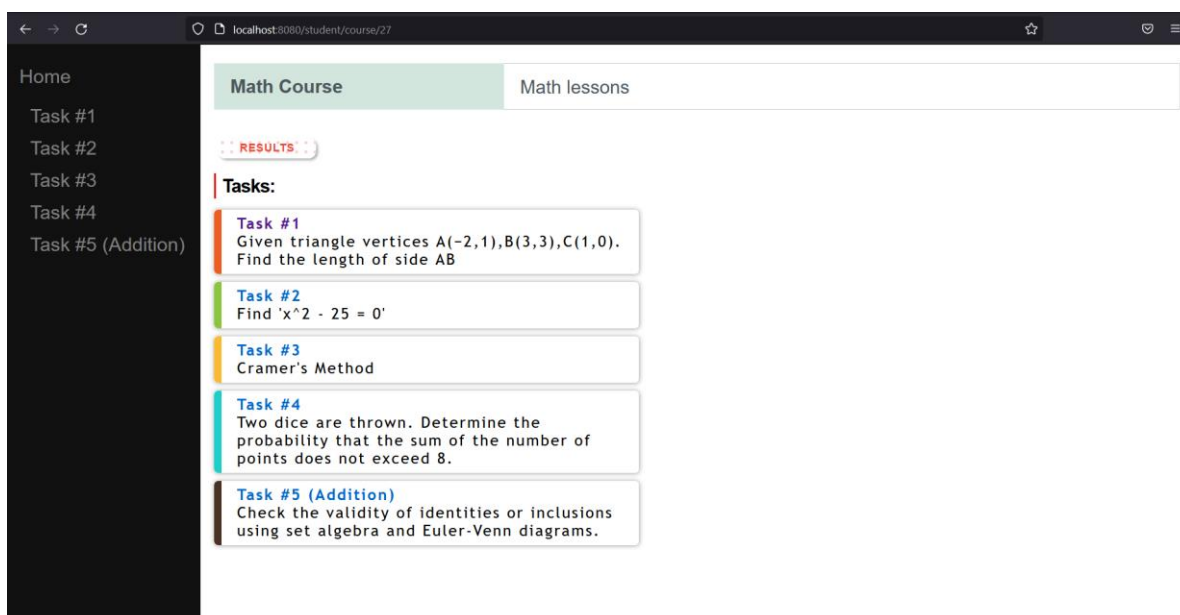 localhost:8080/student/course/27
Home
Task #1
Task #2
Task #3
Task #4
Task #5 (Addition)
Math Course
Math lessons
RESULTS
Tasks:
Task #1
Given triangle vertices A(−2,1),B(3,3),C(1,0).
Find the length of side AB
Task #2
Find 'x^2 - 25 = 0'
Task #3
Cramer's Method
Task #4
Two dice are thrown. Determine the
probability that the sum of the number of
points does not exceed 8.
Task #5 (Addition)
Check the validity of identities or inclusions
using set algebra and Euler-Venn diagrams.